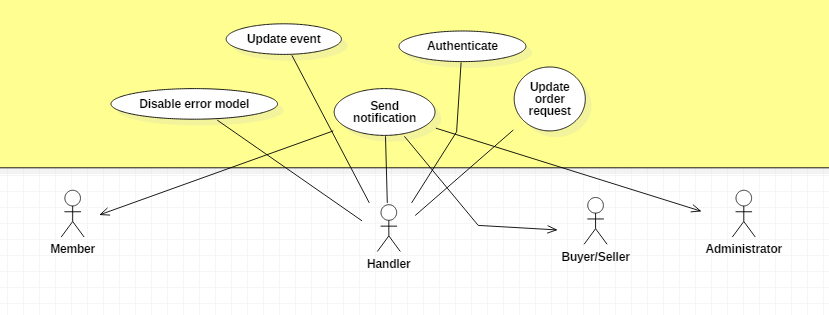 Update event
Authenticate
Disable error model
Send
notification
Update
order
request
Member
Handler
Buyer/Seller
Administrator